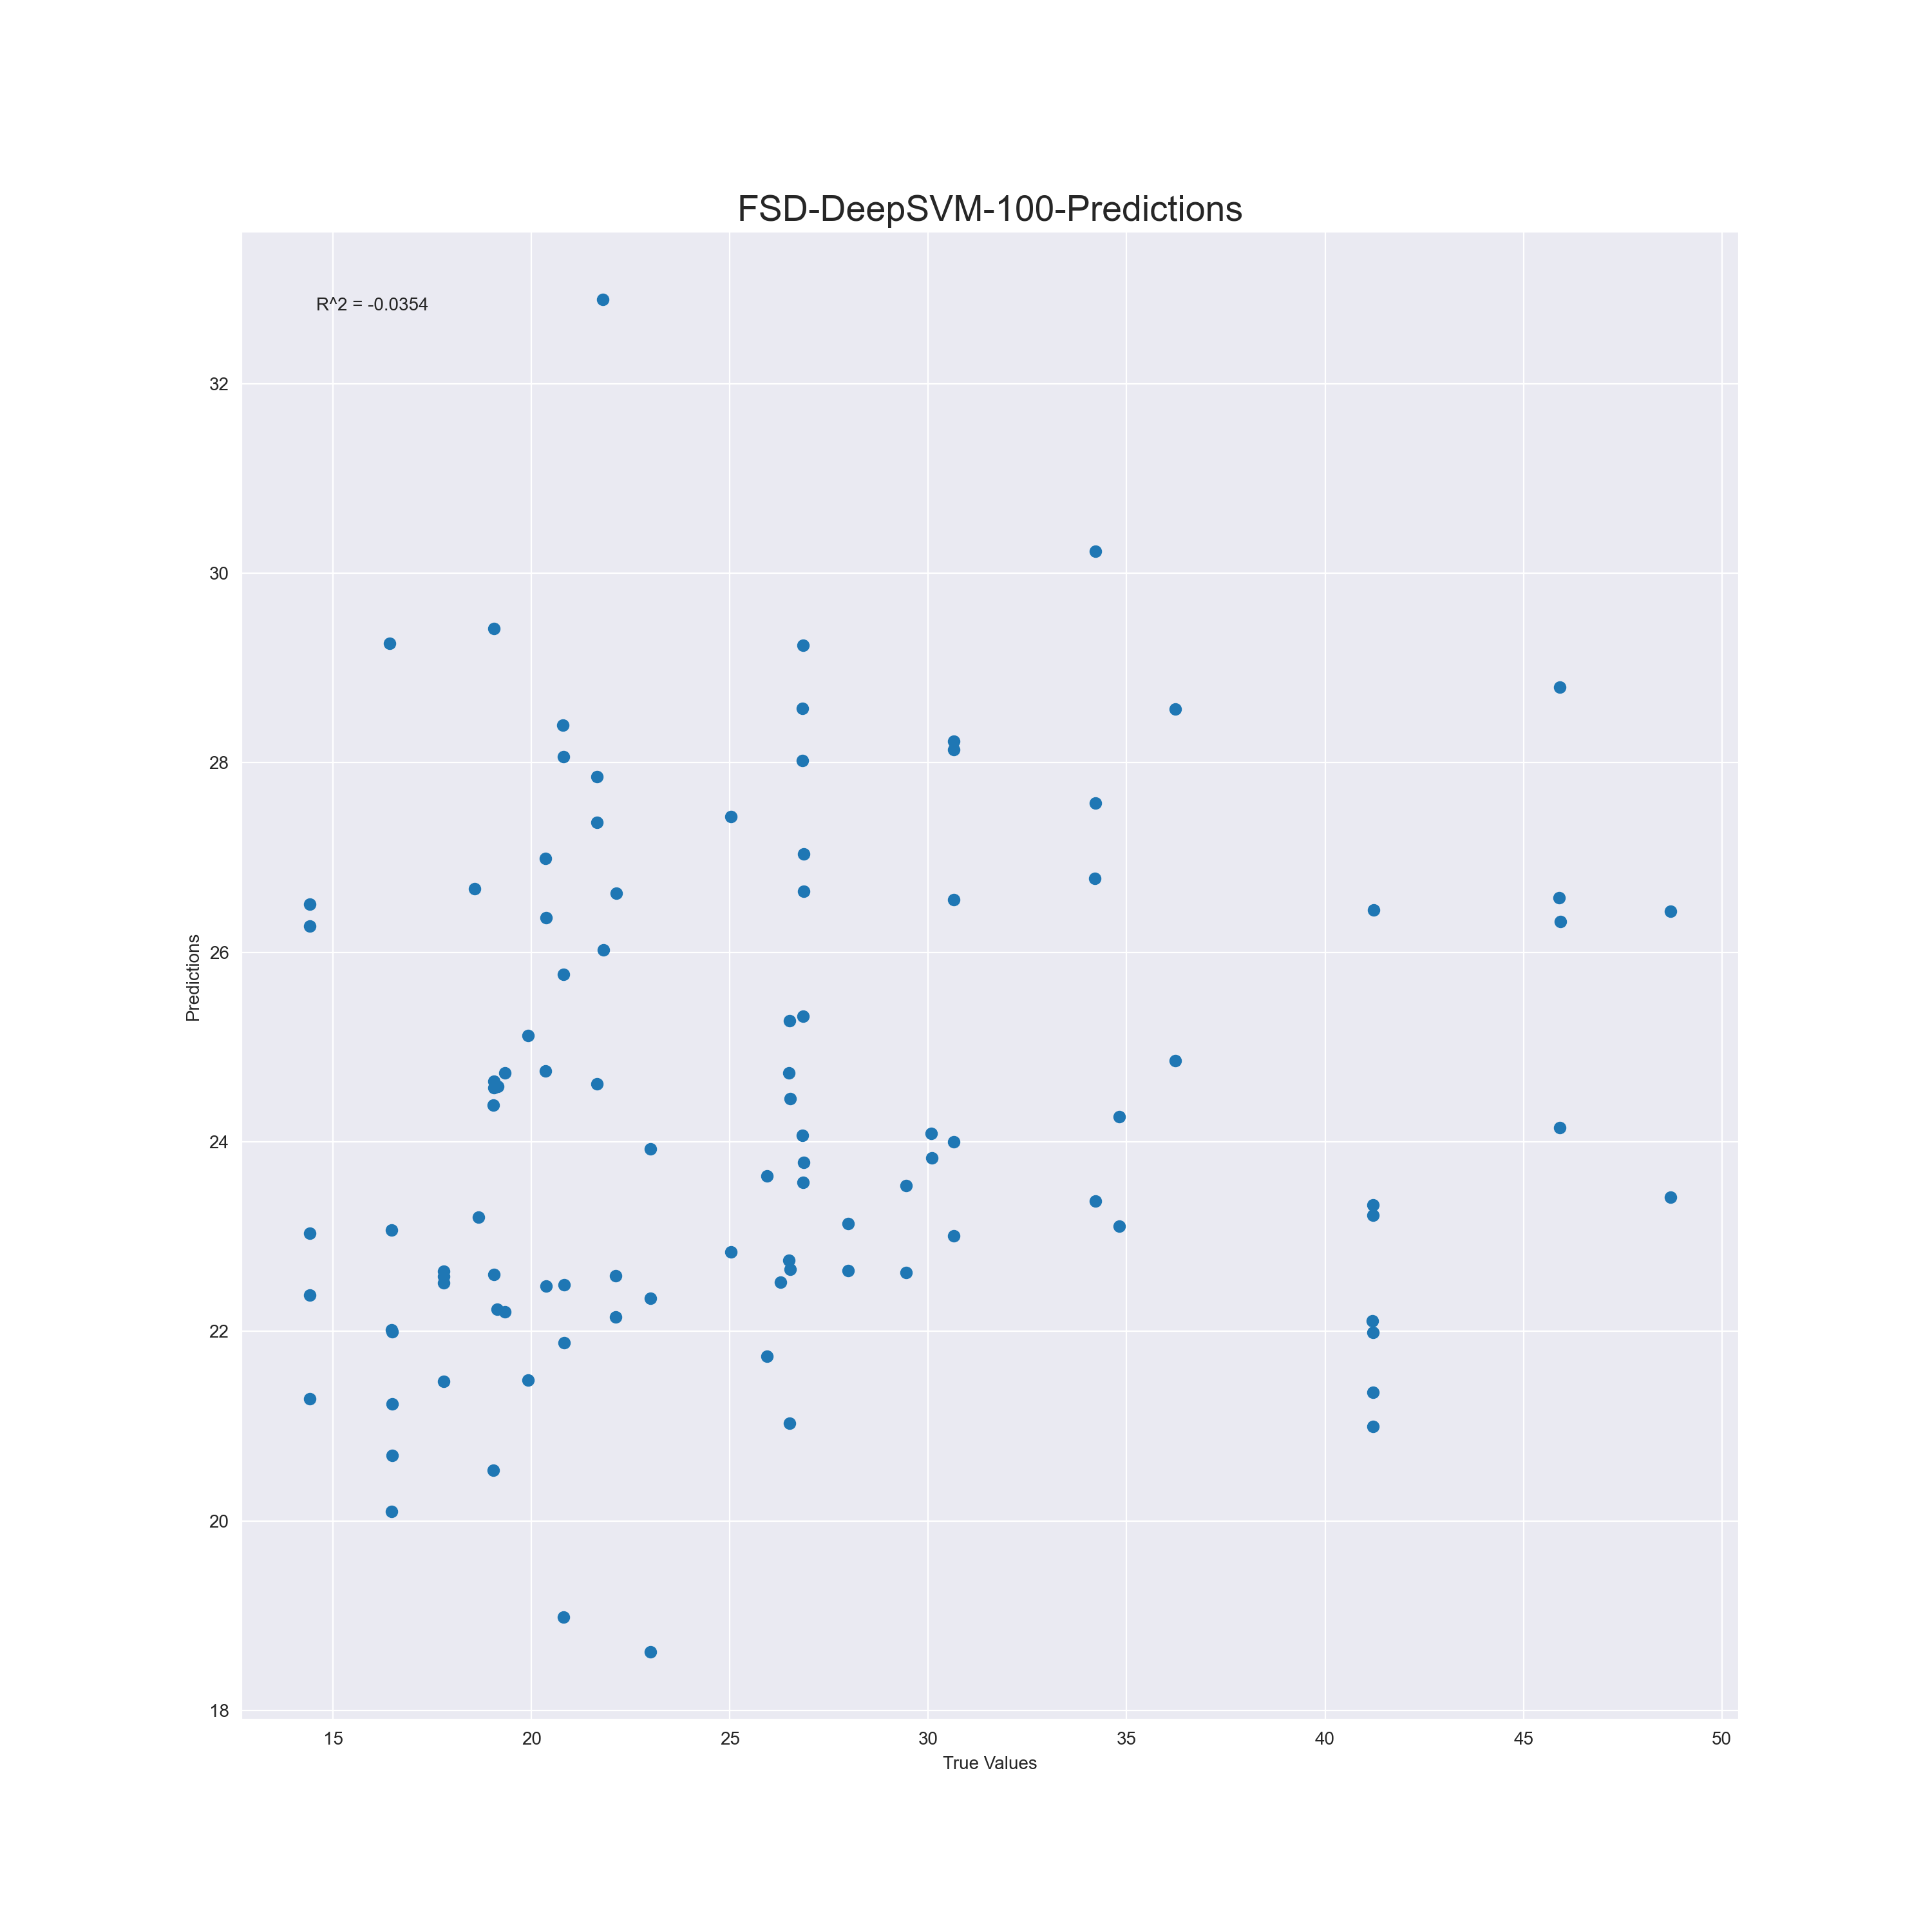 FSD-DeepSVM-100-Predictions
R^2 = -0.0354
32
30
28
26
24
22
20
18
Predictions
15 20 25 30 35 40 45 50
True Values